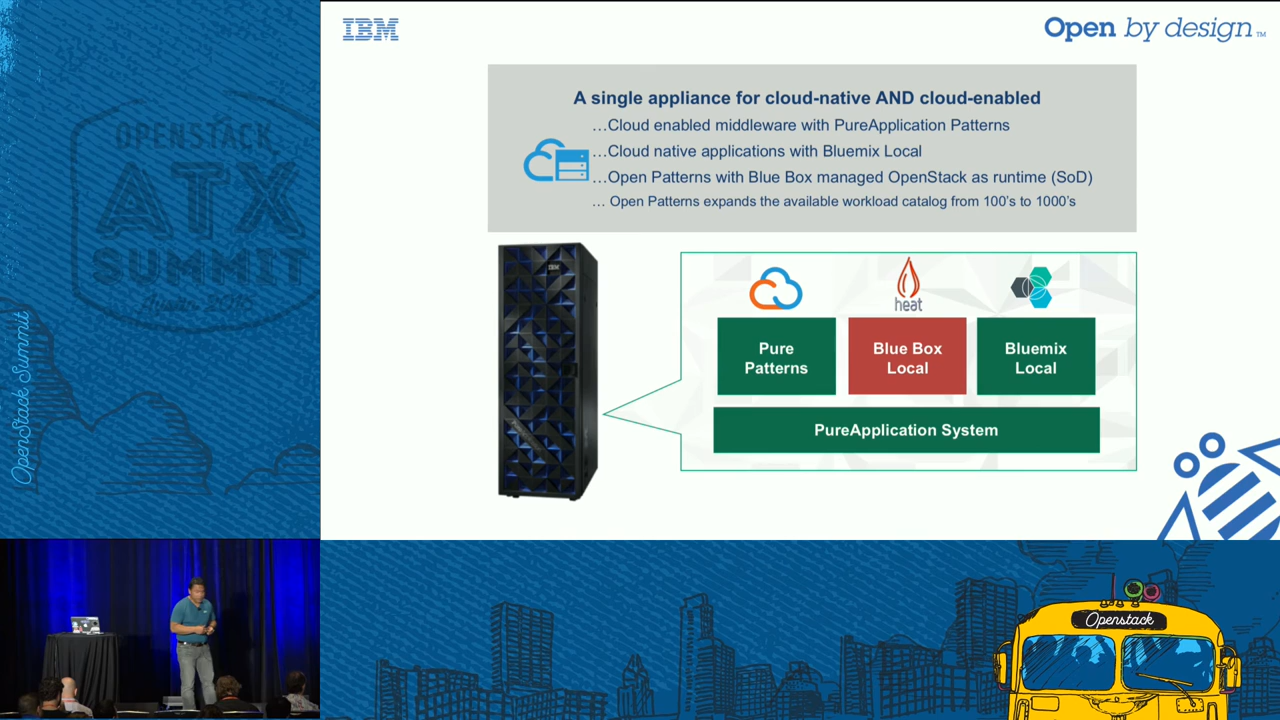 IBM
Open by design™
A single appliance for cloud-native AND cloud-enabled
…Cloud enabled middleware with PureApplication Patterns
…Cloud native applications with Bluemix Local
…Open Patterns with Blue Box managed OpenStack as runtime (SoD)
… Open Patterns expands the available workload catalog from 100's to 1000's
IBM
heat
Pure
Patterns
Blue Box
Local
Bluemix
Local
PureApplication System
OPENSTACK
ATX
SUMMIT
OpenStack Summit
Openstack